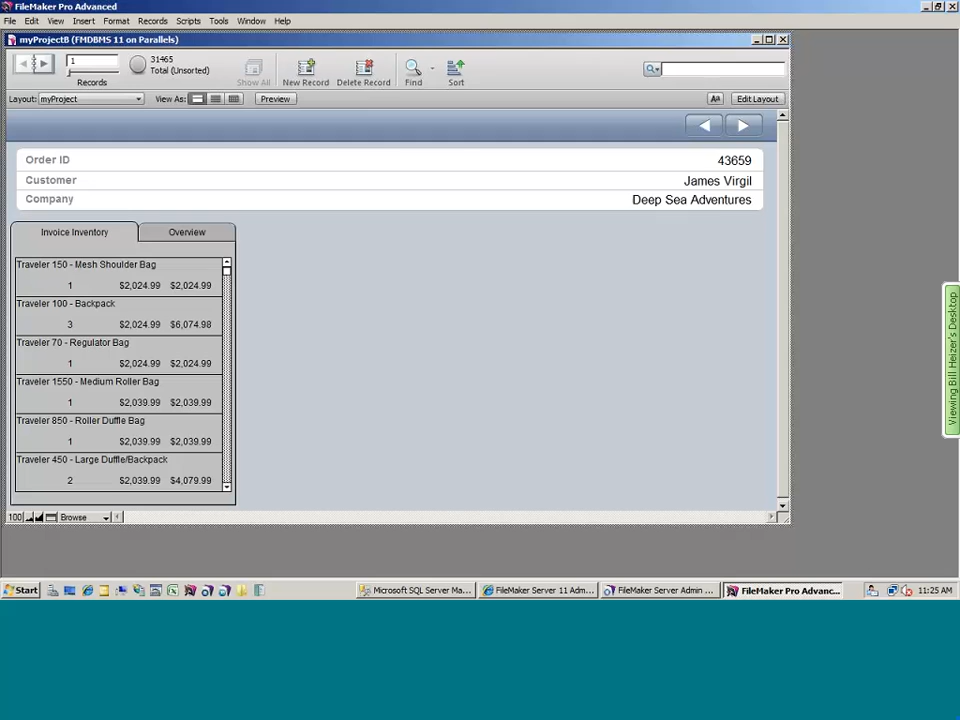 FileMaker Pro Advanced
File Edit View Insert Format Records Scripts Tools Window Help
myProjectB (FMDBMS 11 on Parallels)
1
31465
Total (Unsorted)
Records
Show All New Record Delete Record Find Sort
Layout: myProject View As: Preview Aa Edit Layout
Order ID 43659
Customer James Virgil
Company Deep Sea Adventures
Invoice Inventory Overview
Traveler 150 - Mesh Shoulder Bag
1 $2,024.99 $2,024.99
Traveler 100 - Backpack
3 $2,024.99 $6,074.98
Traveler 70 - Regulator Bag
1 $2,024.99 $2,024.99
Traveler 1550 - Medium Roller Bag
1 $2,039.99 $2,039.99
Traveler 850 - Roller Duffle Bag
1 $2,039.99 $2,039.99
Traveler 450 - Large Duffle/Backpack
2 $2,039.99 $4,079.99
100 Browse
Viewing Bill Heizer's Desktop
Start Microsoft SQL Server Ma... FileMaker Server 11 Adm... FileMaker Server Admin ... FileMaker Pro Advanc... 11:25 AM